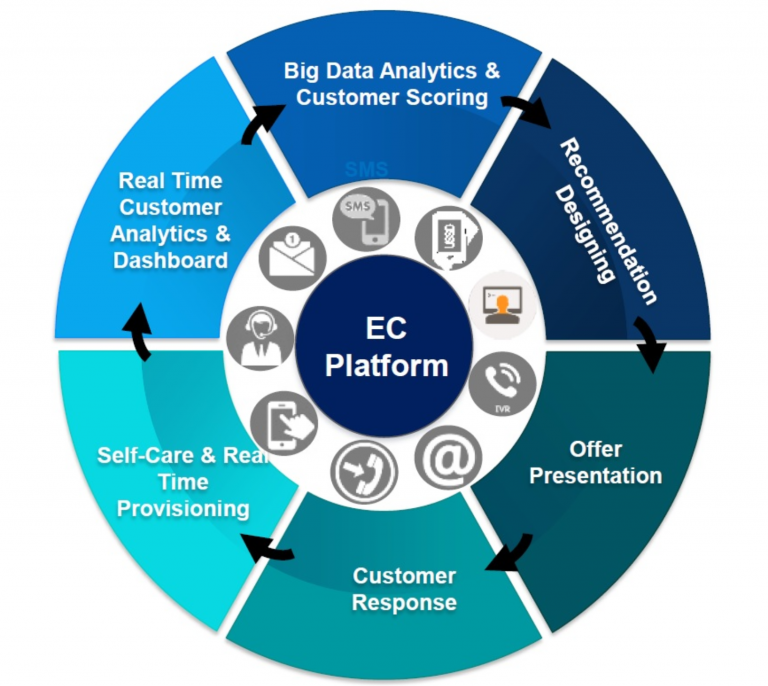 Big Data Analytics &
Customer Scoring
Recommendation
Designing
Offer
Presentation
Customer
Response
Self-Care & Real
Time
Provisioning
Real Time
Customer
Analytics &
Dashboard
SMS
SMS
USSD
1
IVR
@
EC
Platform